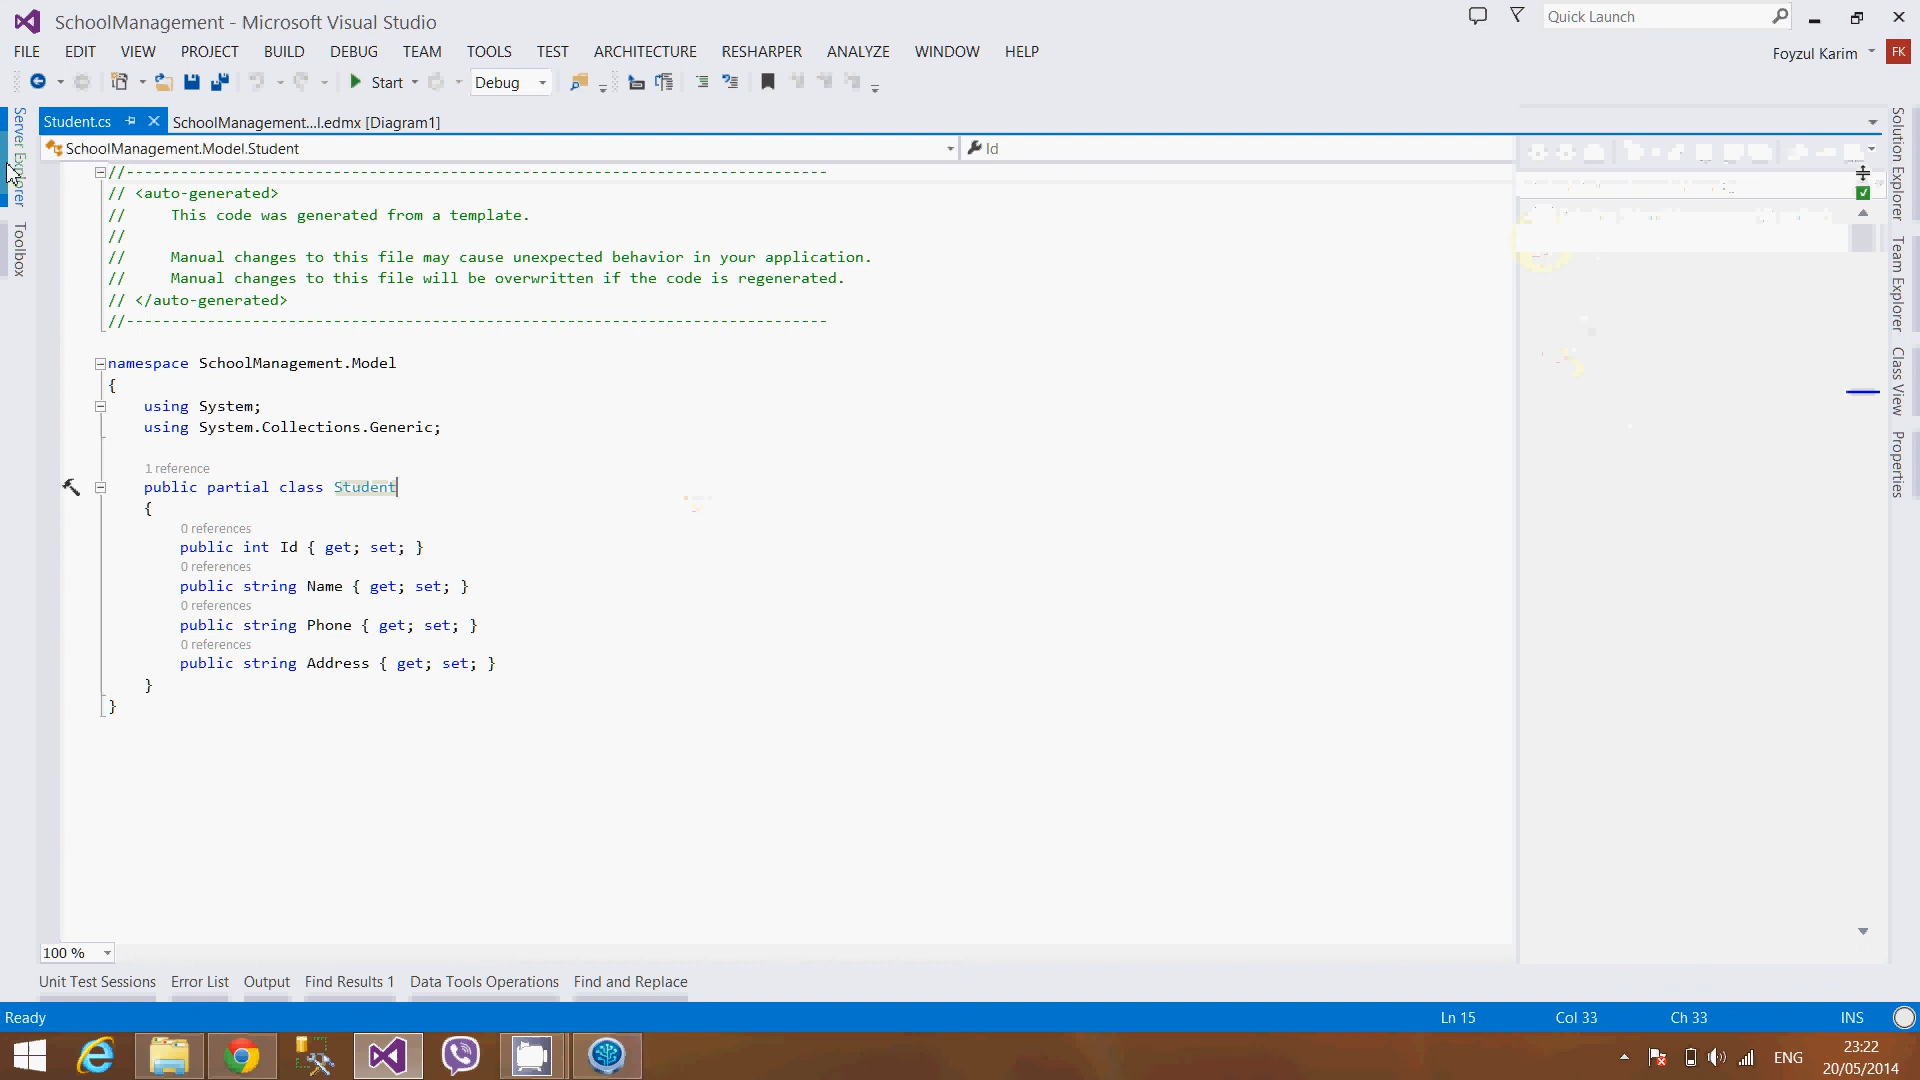 SchoolManagement - Microsoft Visual Studio
Quick Launch
FILE EDIT VIEW PROJECT BUILD DEBUG TEAM TOOLS TEST ARCHITECTURE RESHARPER ANALYZE WINDOW HELP
Foyzul Karim FK
Start Debug
Student.cs SchoolManagement...l.edmx [Diagram1]
SchoolManagement.Model.Student Id
Server Explorer
Toolbox
Solution Explorer
Team Explorer
Class View
Properties
//------------------------------------------------------------------------------
// <auto-generated>
//     This code was generated from a template.
//
//     Manual changes to this file may cause unexpected behavior in your application.
//     Manual changes to this file will be overwritten if the code is regenerated.
// </auto-generated>
//------------------------------------------------------------------------------
namespace SchoolManagement.Model
{
using System;
using System.Collections.Generic;
1 reference
public partial class Student
{
0 references
public int Id { get; set; }
0 references
public string Name { get; set; }
0 references
public string Phone { get; set; }
0 references
public string Address { get; set; }
}
}
100 %
Unit Test Sessions Error List Output Find Results 1 Data Tools Operations Find and Replace
Ready Ln 15 Col 33 Ch 33 INS
ENG 23:22
20/05/2014